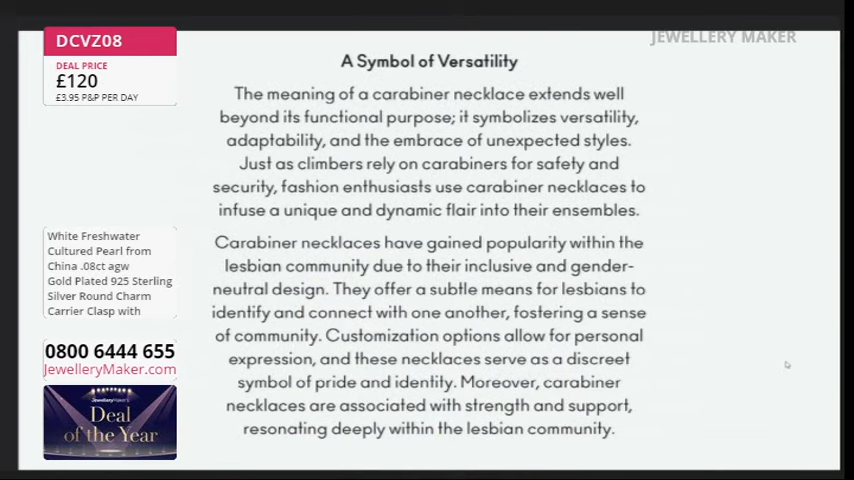 DCVZ08
DEAL PRICE
£120
£3.95 P&P PER DAY
JEWELLERY MAKER
A Symbol of Versatility
The meaning of a carabiner necklace extends well
beyond its functional purpose; it symbolizes versatility,
adaptability, and the embrace of unexpected styles.
Just as climbers rely on carabiners for safety and
security, fashion enthusiasts use carabiner necklaces to
infuse a unique and dynamic flair into their ensembles.
Carabiner necklaces have gained popularity within the
lesbian community due to their inclusive and gender-
neutral design. They offer a subtle means for lesbians to
identify and connect with one another, fostering a sense
of community. Customization options allow for personal
expression, and these necklaces serve as a discreet
symbol of pride and identity. Moreover, carabiner
necklaces are associated with strength and support,
resonating deeply within the lesbian community.
White Freshwater
Cultured Pearl from
China .08ct agw
Gold Plated 925 Sterling
Silver Round Charm
Carrier Clasp with
0800 6444 655
JewelleryMaker.com
JewelleryMaker's
Deal
of the Year